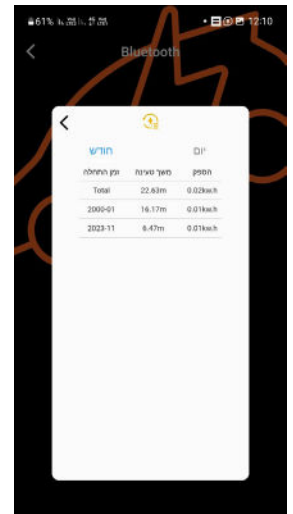 61% 12:10
Bluetooth
יום חודש
זמן התחלה משך טעינה הספק
Total 22.63m 0.02kw.h
2000-01 16.17m 0.01kw.h
2023-11 6.47m 0.01kw.h